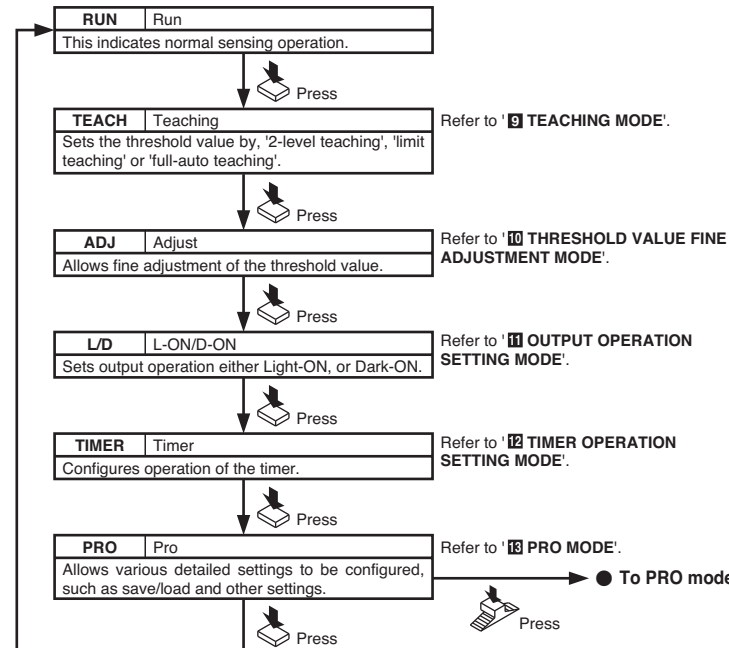 RUN Run
This indicates normal sensing operation.
Press
TEACH Teaching
Refer to ' 9 TEACHING MODE'.
Sets the threshold value by, '2-level teaching', 'limit
teaching' or 'full-auto teaching'.
Press
ADJ Adjust
Refer to ' 10 THRESHOLD VALUE FINE
ADJUSTMENT MODE'.
Allows fine adjustment of the threshold value.
Press
L/D L-ON/D-ON
Refer to ' 11 OUTPUT OPERATION
SETTING MODE'.
Sets output operation either Light-ON, or Dark-ON.
Press
TIMER Timer
Refer to ' 12 TIMER OPERATION
SETTING MODE'.
Configures operation of the timer.
Press
PRO Pro
Refer to ' 13 PRO MODE'.
Allows various detailed settings to be configured,
such as save/load and other settings.
● To PRO mode
Press
Press